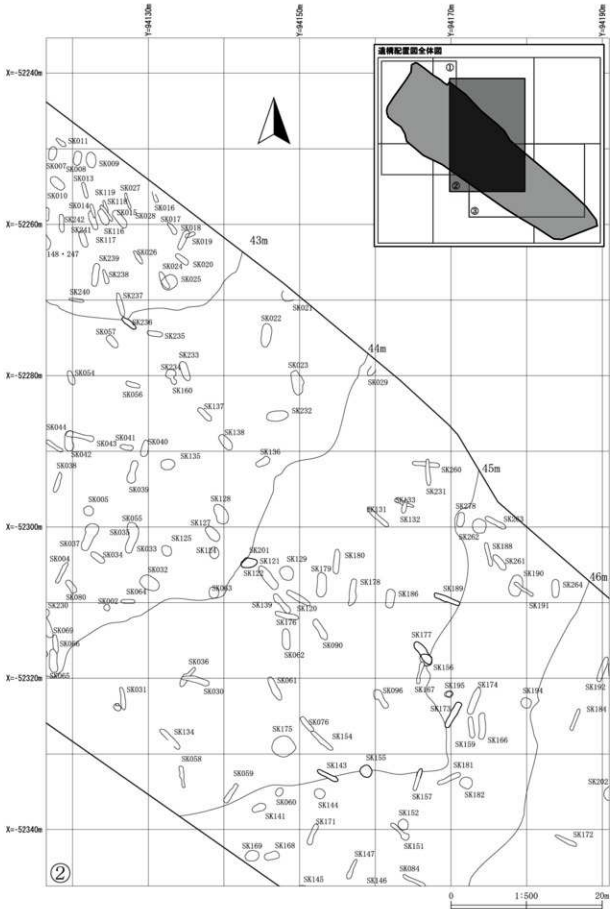 Y=94130m
Y=94150m
Y=94170m
Y=94190m
X=-52240m
X=-52260m
X=-52280m
X=-52300m
X=-52320m
X=-52340m
遺構配置図全体図
①
②
③
SK011
SK007
SK008
SK009
SK013
SK010
SK119
SK027
SK014
SK118
SK016
SK015
SK028
SK017
SK242
SK018
SK241
SK116
SK019
SK117
43m
148・247
SK026
SK239
SK024
SK020
SK238
SK025
SK240
SK237
SK021
SK236
SK022
SK235
SK057
44m
SK233
SK023
SK054
SK234
SK029
SK056
SK160
SK137
SK232
SK044
SK041
SK040
SK138
SK043
SK042
SK136
SK135
SK038
SK260
45m
SK039
SK231
SK005
SK128
SK133
SK131
SK278
SK055
SK132
SK263
SK127
SK035
SK262
SK037
SK125
SK033
SK034
SK124
SK201
SK188
SK004
SK121
SK129
SK180
SK261
SK032
SK122
SK179
SK190
SK080
SK063
SK178
SK189
SK264
46m
SK064
SK186
SK191
SK002
SK139
SK120
SK230
SK176
SK069
SK090
SK177
SK066
SK062
SK156
SK065
SK036
SK167
SK192
SK030
SK061
SK096
SK195
SK174
SK194
SK031
SK173
SK184
SK076
SK134
SK175
SK154
SK159
SK166
SK058
SK143
SK155
SK181
SK059
SK157
SK182
SK202
SK060
SK144
SK141
SK152
SK171
SK151
SK172
SK169
SK168
SK147
SK084
SK145
SK146
②
0
1:500
20m